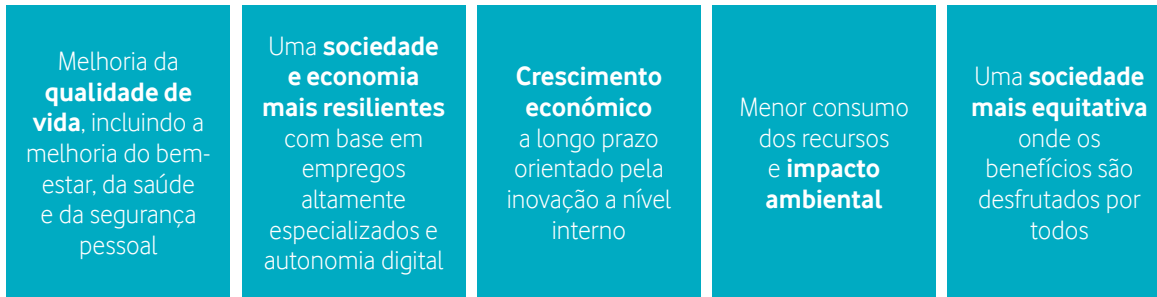 Melhoria da
qualidade de
vida, incluindo a
melhoria do bem-
estar, da saúde
e da segurança
pessoal
Uma sociedade
e economia
mais resilientes
com base em
empregos
altamente
especializados e
autonomia digital
Crescimento
económico
a longo prazo
orientado pela
inovação a nível
interno
Menor consumo
dos recursos
e impacto
ambiental
Uma sociedade
mais equitativa
onde os
benefícios são
desfrutados por
todos